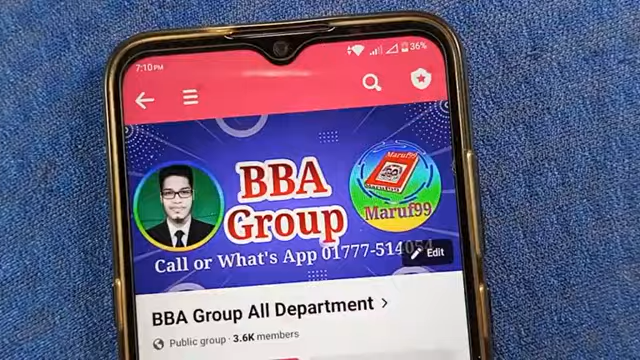 7:10 PM
36%
BBA
Group
Maruf99
Maruf99
Call or What's App 01777-514
Edit
BBA Group All Department >
Public group · 3.6K members